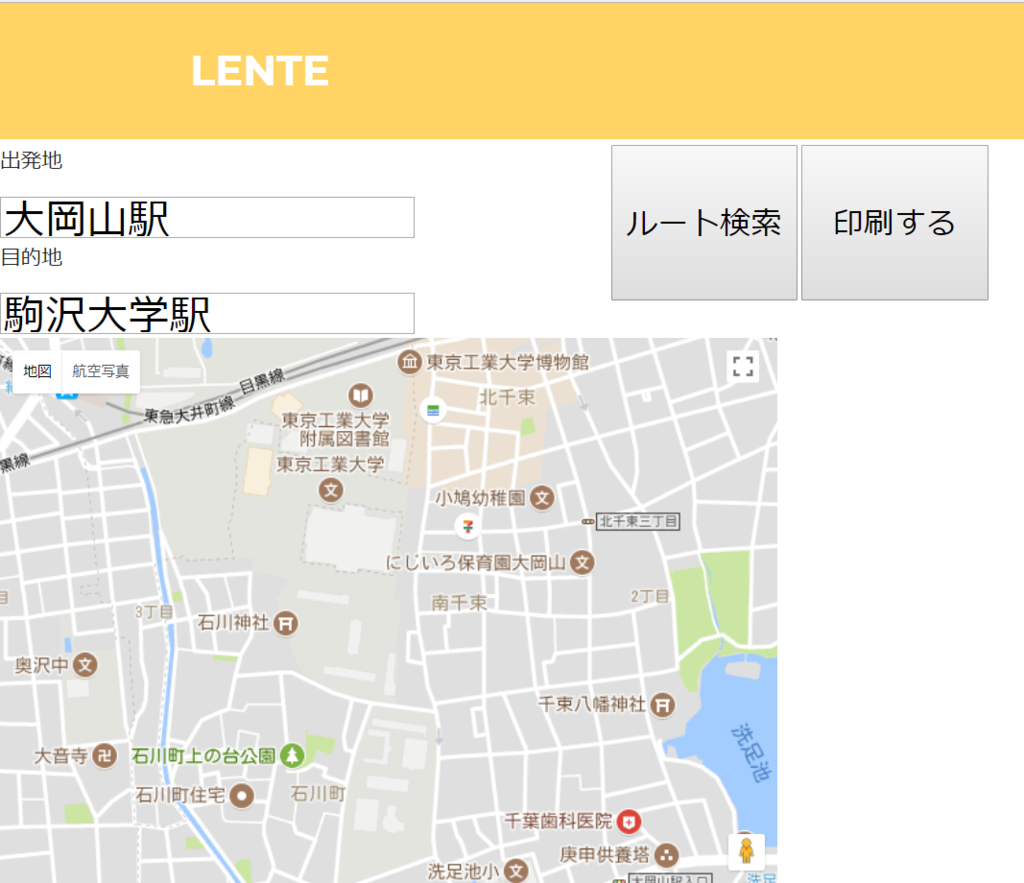 LENTE
出発地
大岡山駅
目的地
駒沢大学駅
ルート検索
印刷する
地図
航空写真
東京工業大学博物館
目黒線
北千束
東急大井町線
東京工業大学
附属図書館
黒線
東京工業大学
小鳩幼稚園
北千束三丁目
にじいろ保育園大岡山
2丁目
南千束
3丁目
石川神社
奥沢中
千束八幡神社
洗足池
大音寺
石川町上の台公園
石川町住宅
石川町
千葉歯科医院
庚申供養塔
洗足池小
大岡山駅入口
洗足